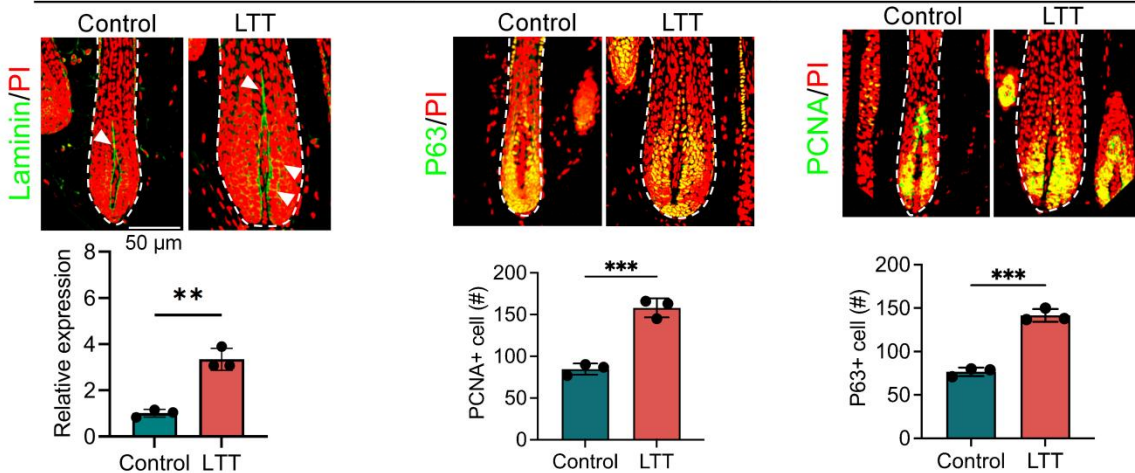 Control LTT
Laminin/PI
50 μm
Control LTT
P63/PI
Control LTT
PCNA/PI
8
6
4
2
0
Relative expression
**
Control LTT
200
150
100
50
0
PCNA+ cell (#)
***
Control LTT
200
150
100
50
0
P63+ cell (#)
***
Control LTT